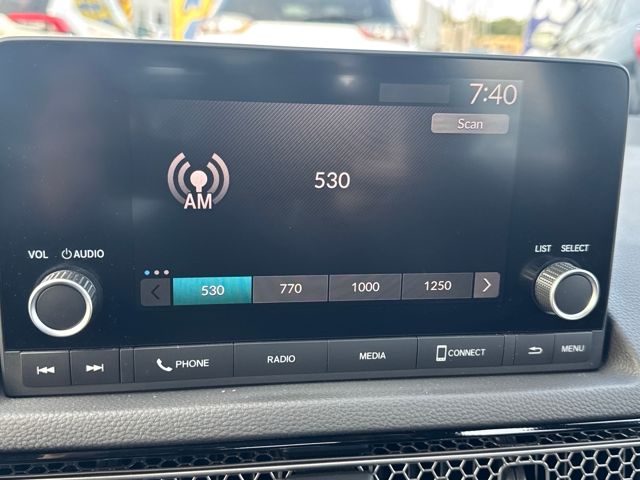 7:40
Scan
AM
530
VOL AUDIO
LIST SELECT
530 770 1000 1250
PHONE RADIO MEDIA CONNECT MENU